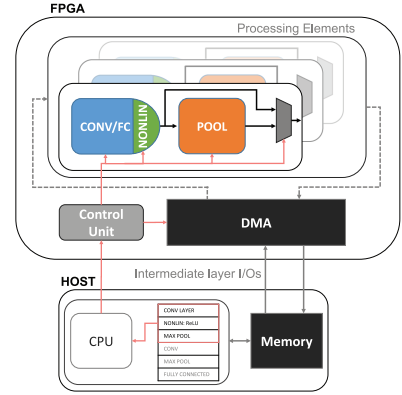 FPGA
Processing Elements
CONV/FC
NONLIN
POOL
Control
Unit
DMA
Intermediate layer I/Os
HOST
CPU
CONV LAYER
NONLIN: ReLU
MAX POOL
CONV
MAX POOL
FULLY CONNECTED
Memory